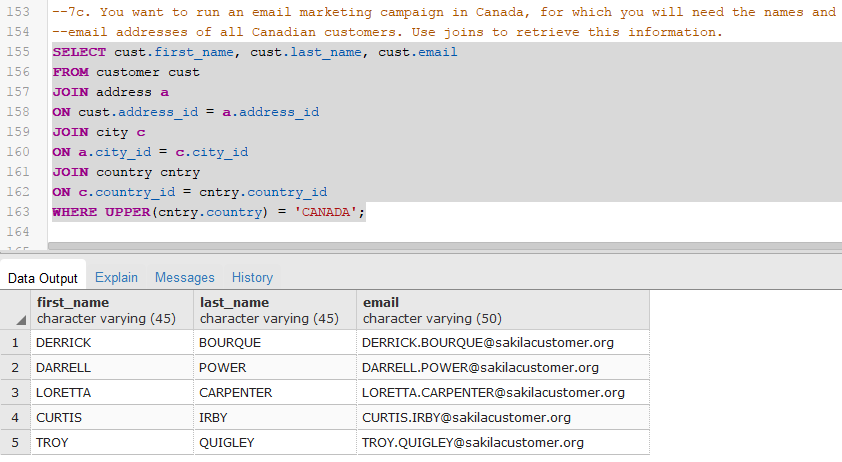 153 --7c. You want to run an email marketing campaign in Canada, for which you will need the names and
154 --email addresses of all Canadian customers. Use joins to retrieve this information.
155 SELECT cust.first_name, cust.last_name, cust.email
156 FROM customer cust
157 JOIN address a
158 ON cust.address_id = a.address_id
159 JOIN city c
160 ON a.city_id = c.city_id
161 JOIN country cntry
162 ON c.country_id = cntry.country_id
163 WHERE UPPER(cntry.country) = 'CANADA';
164
Data Output Explain Messages History
first_name last_name email
character varying (45) character varying (45) character varying (50)
1 DERRICK BOURQUE DERRICK.BOURQUE@sakilacustomer.org
2 DARRELL POWER DARRELL.POWER@sakilacustomer.org
3 LORETTA CARPENTER LORETTA.CARPENTER@sakilacustomer.org
4 CURTIS IRBY CURTIS.IRBY@sakilacustomer.org
5 TROY QUIGLEY TROY.QUIGLEY@sakilacustomer.org